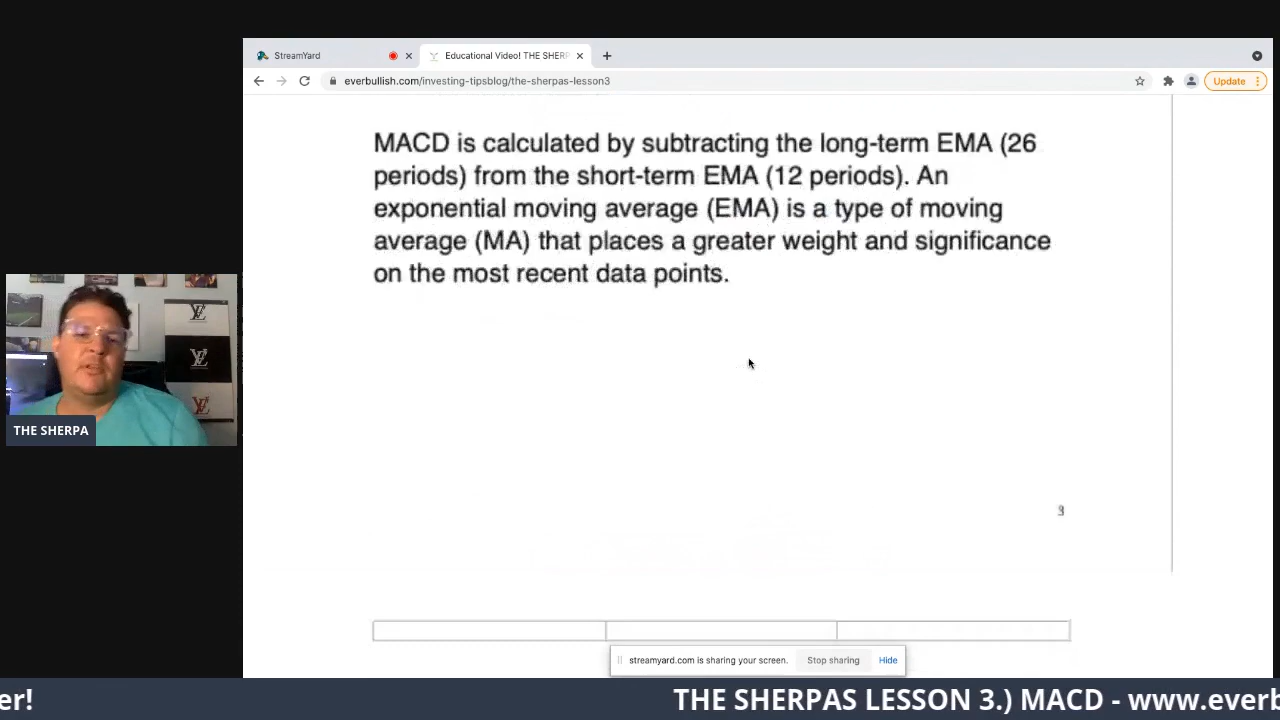 StreamYard
Educational Video! THE SHERP
everbullish.com/investing-tipsblog/the-sherpas-lesson3
Update
MACD is calculated by subtracting the long-term EMA (26
periods) from the short-term EMA (12 periods). An
exponential moving average (EMA) is a type of moving
average (MA) that places a greater weight and significance
on the most recent data points.
THE SHERPA
streamyard.com is sharing your screen.
Stop sharing
Hide
er!
THE SHERPAS LESSON 3.) MACD - www.everb